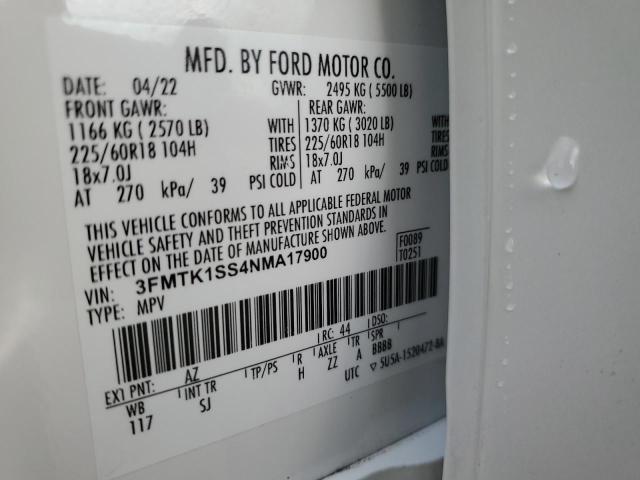 MFD. BY FORD MOTOR CO.
DATE: 04/22 GVWR: 2495 KG (5500 LB)
FRONT GAWR: REAR GAWR:
1166 KG (2570 LB) WITH 1370 KG (3020 LB) WITH
225/60R18 104H TIRES 225/60R18 104H TIRES
18x7.0J RIMS 18x7.0J RIMS
AT 270 kPa/ 39 PSI COLD AT 270 kPa/ 39 PSI COLD
THIS VEHICLE CONFORMS TO ALL APPLICABLE FEDERAL MOTOR
VEHICLE SAFETY AND THEFT PREVENTION STANDARDS IN
EFFECT ON THE DATE OF MANUFACTURE SHOWN ABOVE.
F0089
VIN: 3FMTK1SS4NMA17900 T0251
TYPE: MPV
RC: 44 DSO:
EXT PNT: AZ
WB INT TR TP/PS R AXLE TR SPR
117 SJ H ZZ A BBBB
UTC 5U5A-1520472-BA